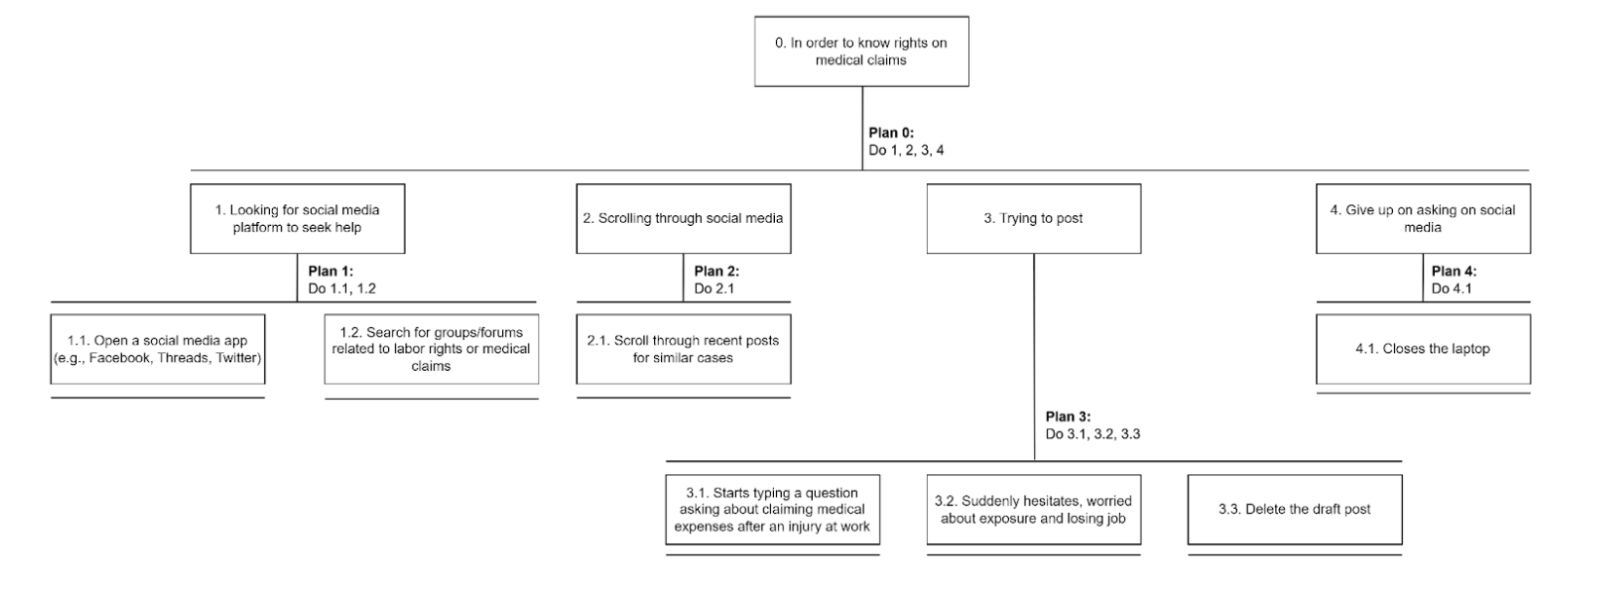 0. In order to know rights on
medical claims
Plan 0:
Do 1, 2, 3, 4
1. Looking for social media
platform to seek help
2. Scrolling through social media
3. Trying to post
4. Give up on asking on social
media
Plan 1:
Do 1.1, 1.2
Plan 2:
Do 2.1
Plan 4:
Do 4.1
1.1. Open a social media app
(e.g., Facebook, Threads, Twitter)
1.2. Search for groups/forums
related to labor rights or medical
claims
2.1. Scroll through recent posts
for similar cases
4.1. Closes the laptop
Plan 3:
Do 3.1, 3.2, 3.3
3.1. Starts typing a question
asking about claiming medical
expenses after an injury at work
3.2. Suddenly hesitates, worried
about exposure and losing job
3.3. Delete the draft post